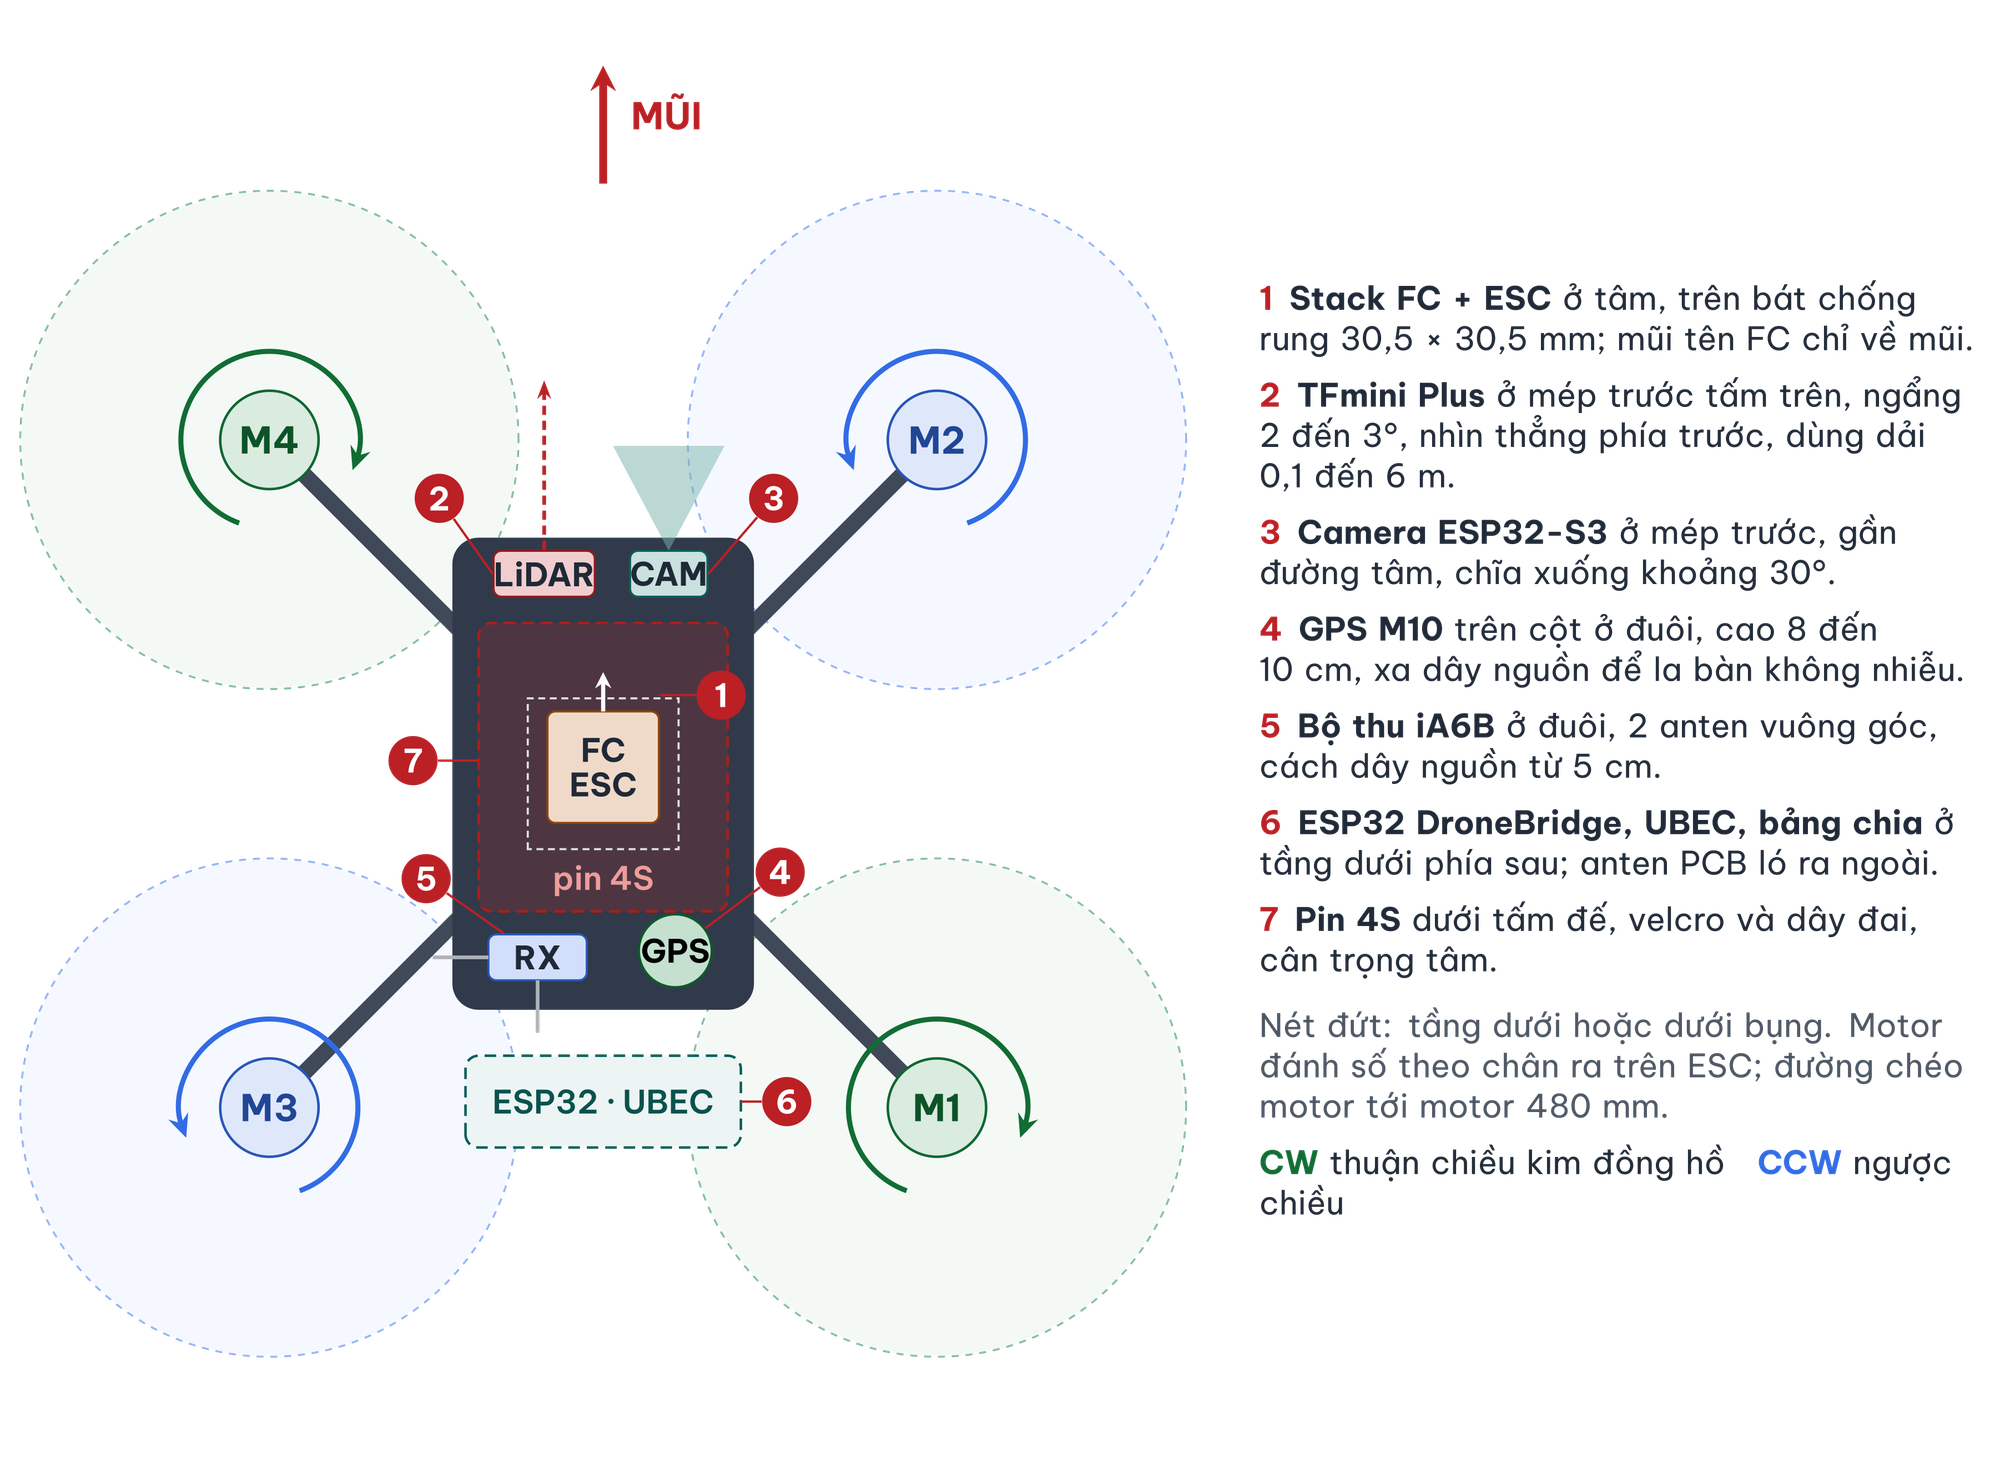 MŨI
M4
M2
2
3
LiDAR
CAM
1
FC
ESC
7
pin 4S
5
4
RX
GPS
M3
ESP32 · UBEC
6
M1
1 Stack FC + ESC ở tâm, trên bát chống
rung 30,5 × 30,5 mm; mũi tên FC chỉ về mũi.
2 TFmini Plus ở mép trước tấm trên, ngẩng
2 đến 3°, nhìn thẳng phía trước, dùng dải
0,1 đến 6 m.
3 Camera ESP32-S3 ở mép trước, gần
đường tâm, chĩa xuống khoảng 30°.
4 GPS M10 trên cột ở đuôi, cao 8 đến
10 cm, xa dây nguồn để la bàn không nhiễu.
5 Bộ thu iA6B ở đuôi, 2 anten vuông góc,
cách dây nguồn từ 5 cm.
6 ESP32 DroneBridge, UBEC, bảng chia ở
tầng dưới phía sau; anten PCB ló ra ngoài.
7 Pin 4S dưới tấm đế, velcro và dây đai,
cân trọng tâm.
Nét đứt: tầng dưới hoặc dưới bụng. Motor
đánh số theo chân ra trên ESC; đường chéo
motor tới motor 480 mm.
CW thuận chiều kim đồng hồ CCW ngược
chiều